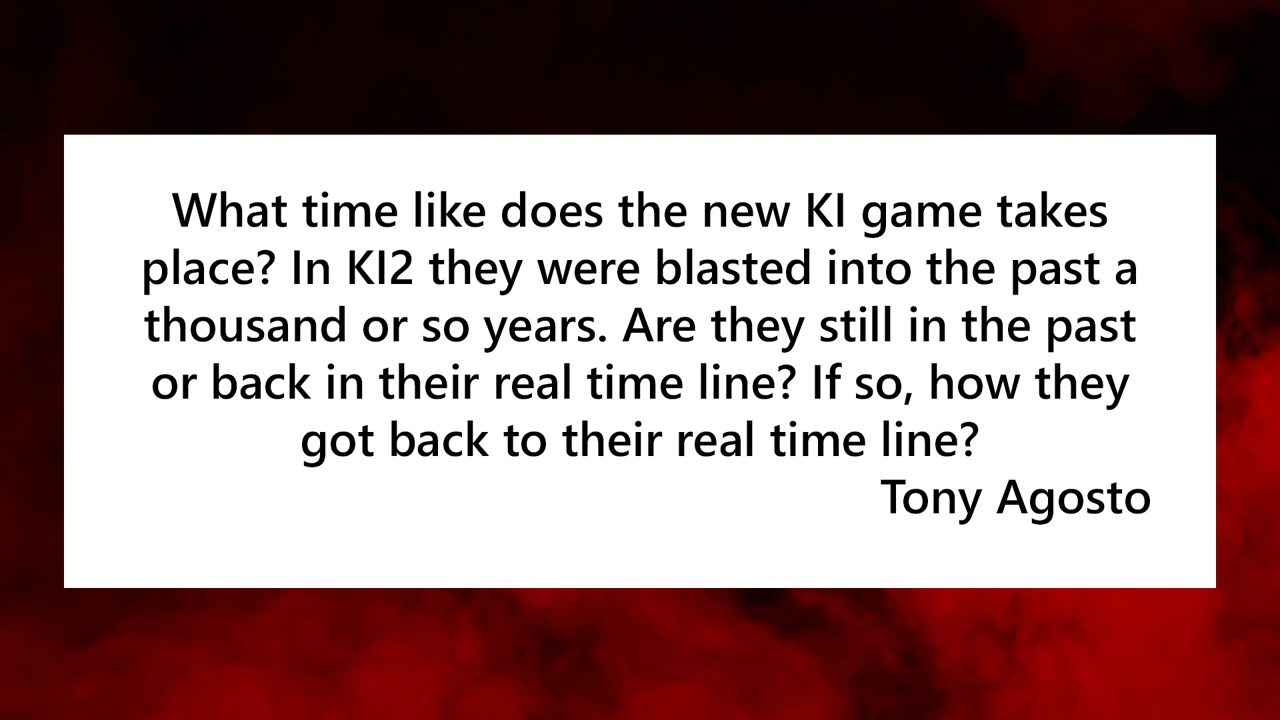 What time like does the new KI game takes
place? In KI2 they were blasted into the past a
thousand or so years. Are they still in the past
or back in their real time line? If so, how they
got back to their real time line?
Tony Agosto